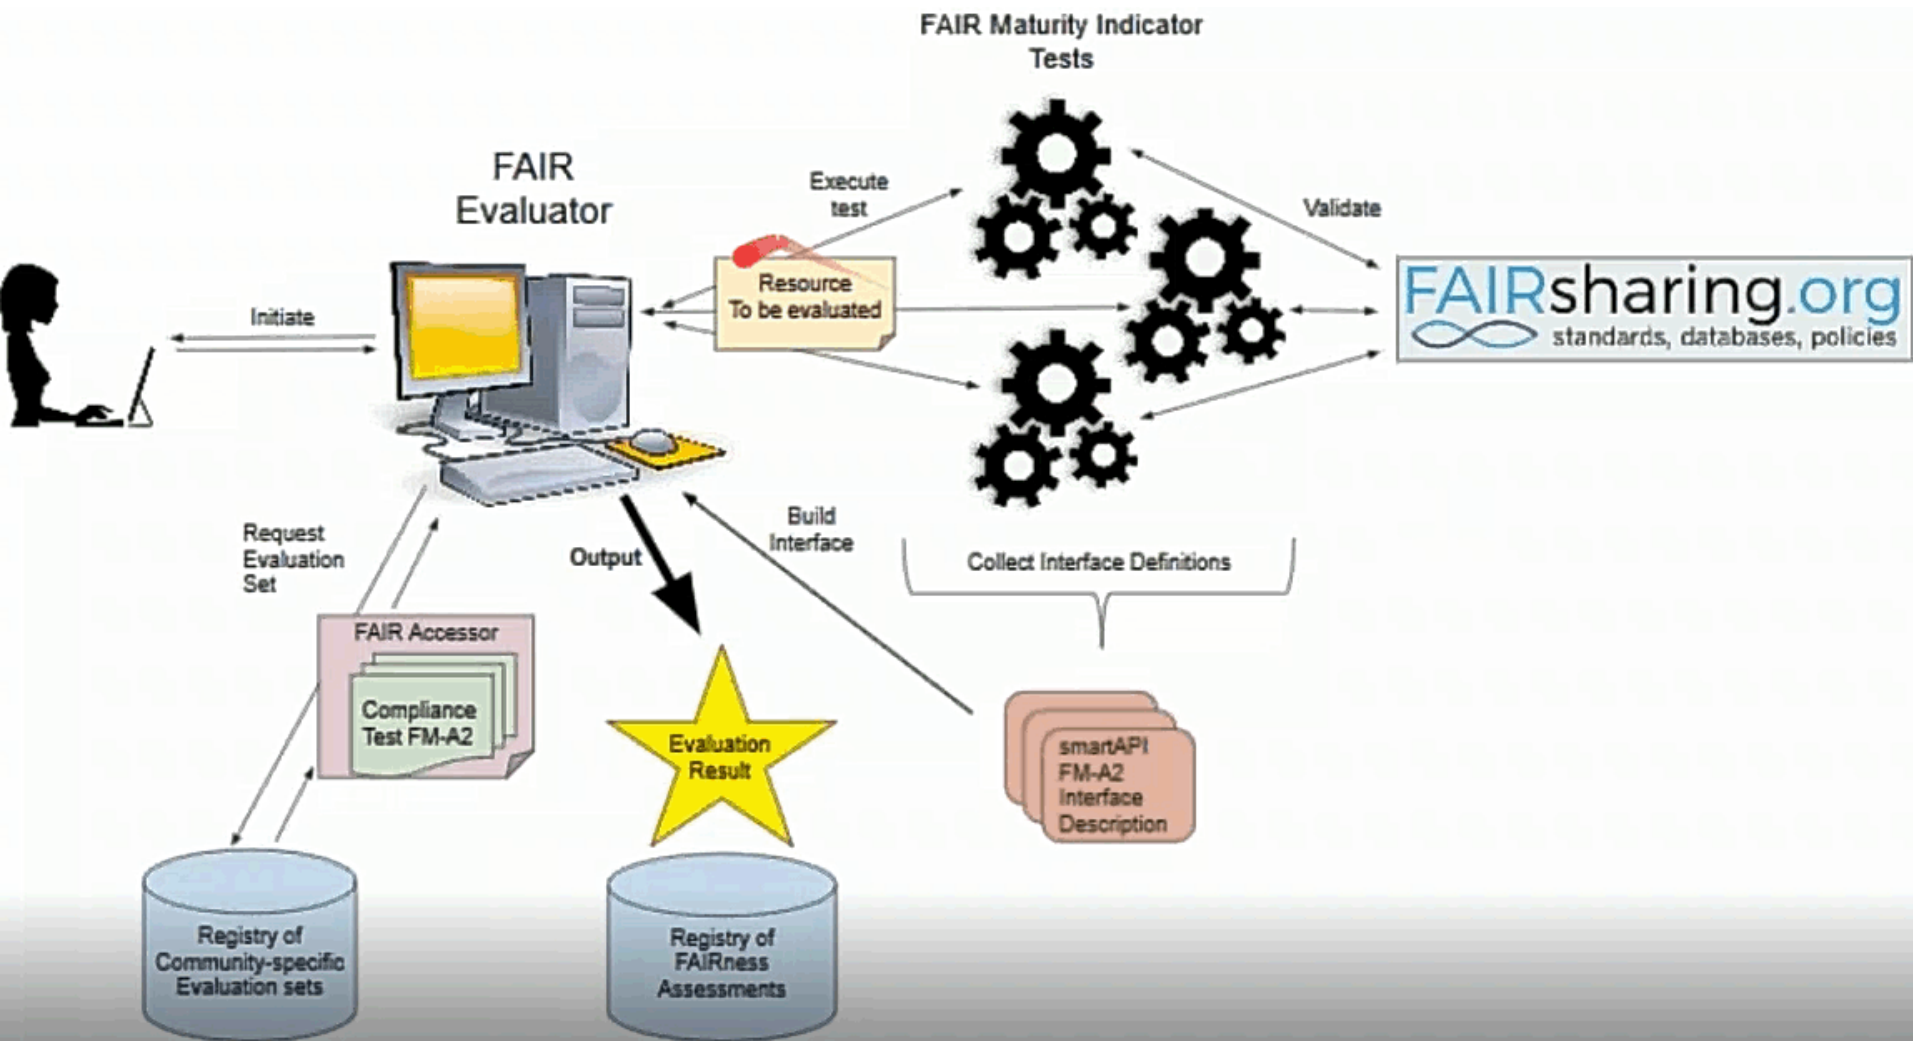 FAIR Maturity Indicator
Tests
FAIR
Evaluator
Execute
test
Validate
Initiate
Resource
To be evaluated
FAIRsharing.org
standards, databases, policies
Request
Evaluation
Set
Output
Build
Interface
Collect Interface Definitions
FAIR Accessor
Compliance
Test FM-A2
Evaluation
Result
smartAPI
FM-A2
Interface
Description
Registry of
Community-specific
Evaluation sets
Registry of
FAIRness
Assessments